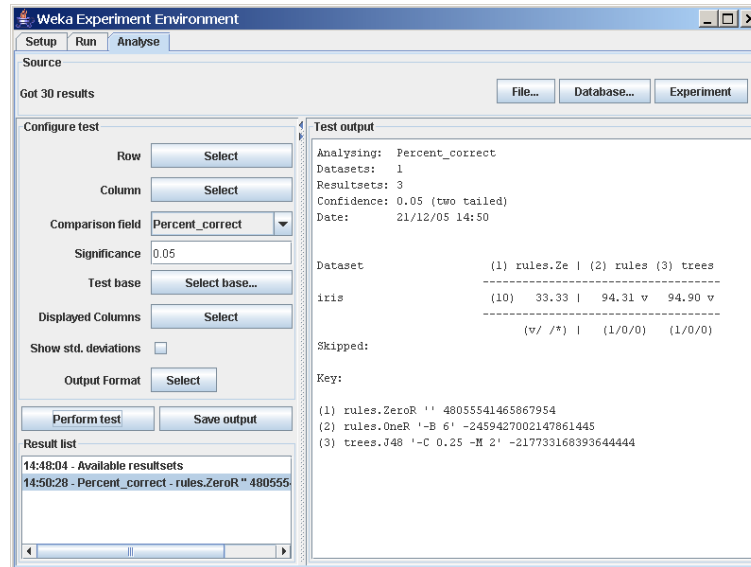 Weka Experiment Environment
Setup Run Analyse
Source
Got 30 results
File... Database... Experiment
Configure test
Row Select
Column Select
Comparison field Percent_correct
Significance 0.05
Test base Select base...
Displayed Columns Select
Show std. deviations
Output Format Select
Perform test Save output
Result list
14:48:04 - Available resultsets
14:50:28 - Percent_correct - rules.ZeroR '' 480555
Test output
Analysing: Percent_correct
Datasets: 1
Resultsets: 3
Confidence: 0.05 (two tailed)
Date: 21/12/05 14:50
Dataset (1) rules.Ze | (2) rules (3) trees
------------------------------------
iris (10) 33.33 | 94.31 v 94.90 v
------------------------------------
(v/ /*) | (1/0/0) (1/0/0)
Skipped:
Key:
(1) rules.ZeroR '' 48055541465867954
(2) rules.OneR '-B 6' -2459427002147861445
(3) trees.J48 '-C 0.25 -M 2' -217733168393644444